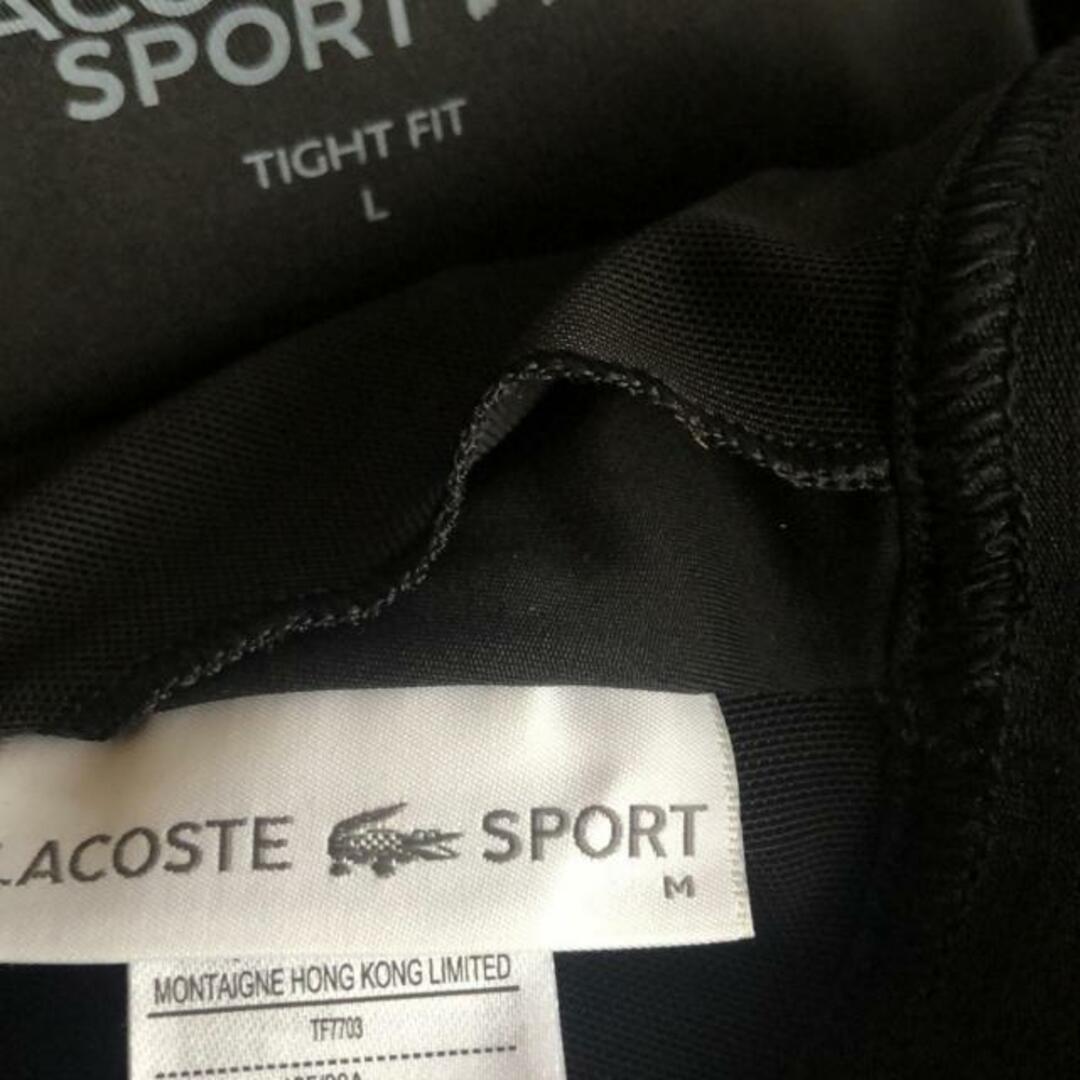 SPORT
TIGHT FIT
L
LACOSTE SPORT
M
MONTAIGNE HONG KONG LIMITED
TF7703